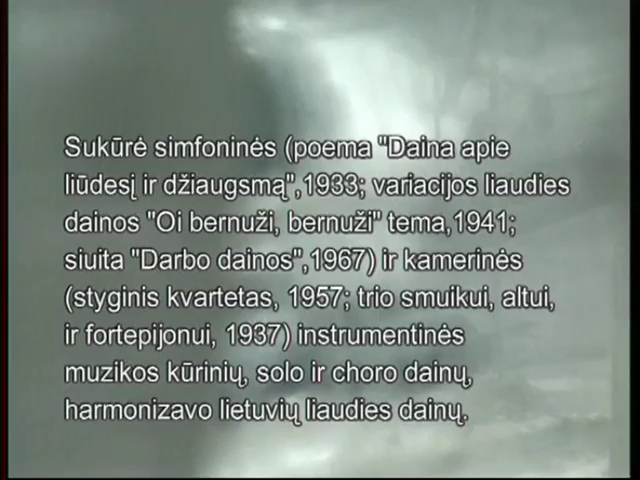 Sukūrė simfoninės (poema "Daina apie
liūdesį ir džiaugsmą",1933; variacijos liaudies
dainos "Oi bernuži, bernuži" tema,1941;
siuita "Darbo dainos",1967) ir kamerinės
(styginis kvartetas, 1957; trio smuikui, altui,
ir fortepijonui, 1937) instrumentinės
muzikos kūrinių, solo ir choro dainų,
harmonizavo lietuvių liaudies dainų.